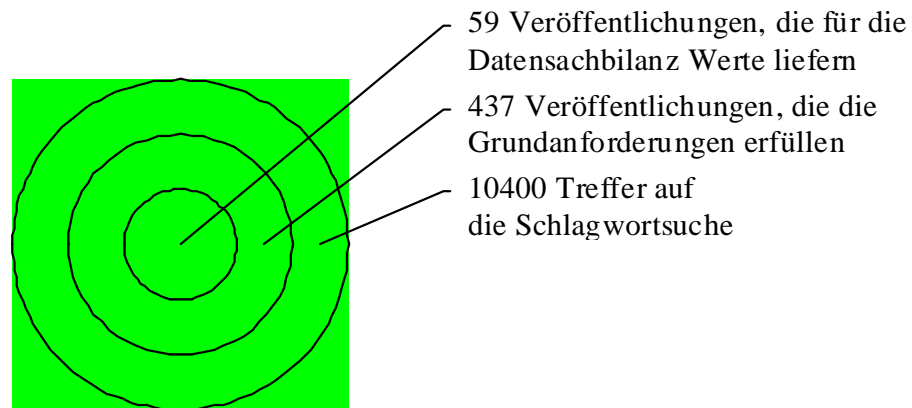 59 Veröffentlichungen, die für die
Datensachbilanz Werte liefern
437 Veröffentlichungen, die die
Grundanforderungen erfüllen
10400 Treffer auf
die Schlagwortsuche